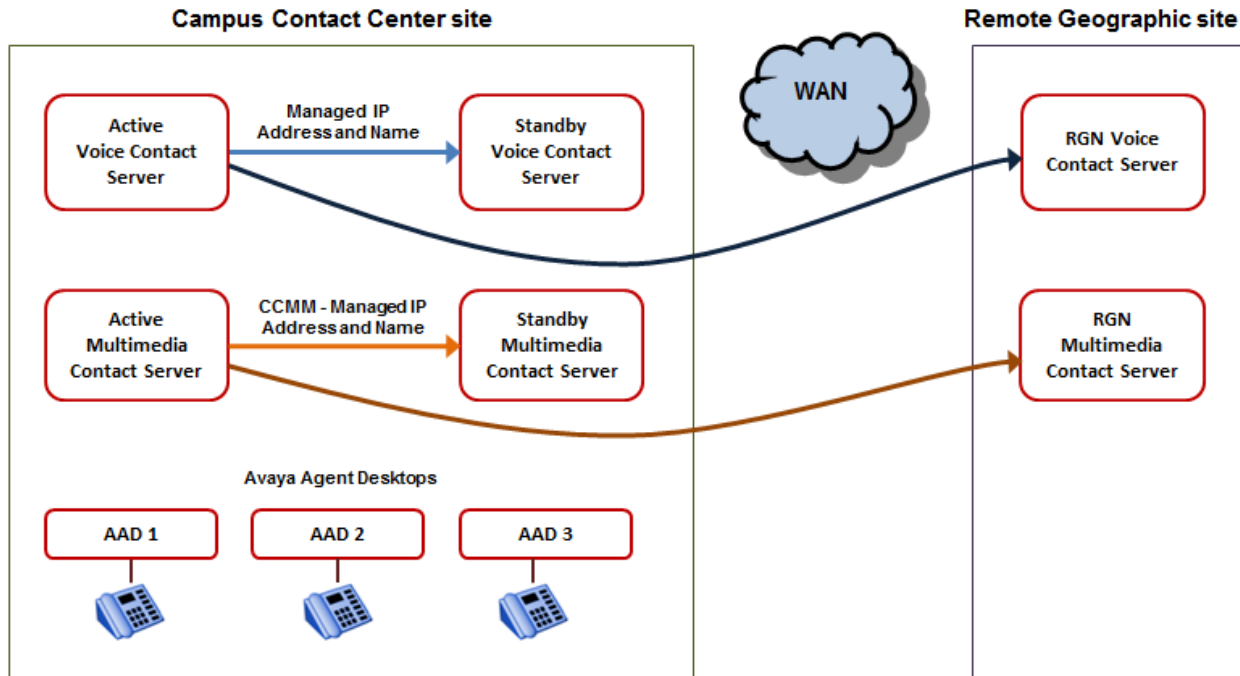 Campus Contact Center site
Remote Geographic site
WAN
Active
Voice Contact
Server
Managed IP
Address and Name
Standby
Voice Contact
Server
RGN Voice
Contact Server
Active
Multimedia
Contact Server
CCMM - Managed IP
Address and Name
Standby
Multimedia
Contact Server
RGN
Multimedia
Contact Server
Avaya Agent Desktops
AAD 1
AAD 2
AAD 3